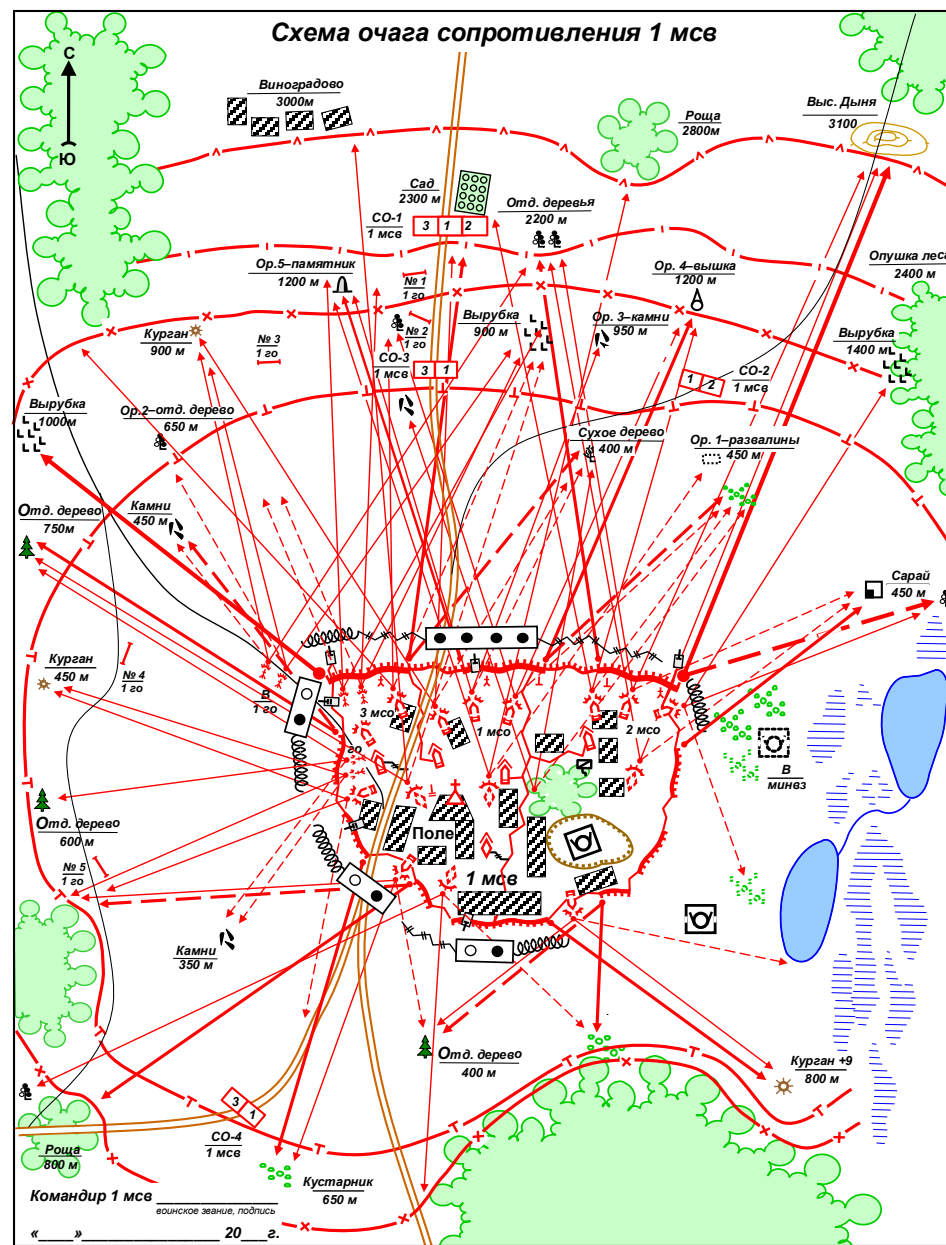 Схема очага сопротивления 1 мсв
С
Ю
Виноградово
3000м
Роща
2800м
Выс. Дыня
3100
Сад
2300 м
СО-1
1 мсв
3 1 2
Отд. деревья
2200 м
Опушка леса
2400 м
Ор.5–памятник
1200 м
№ 1
1 го
Ор. 4–вышка
1200 м
Курган
900 м
№ 3
1 го
№ 2
1 го
Вырубка
900 м
Ор. 3–камни
950 м
Вырубка
1400 м
СО-3
1 мсв
3 1
1 2
СО-2
1 мсв
Вырубка
1000м
Ор.2–отд. дерево
650 м
Сухое дерево
400 м
Ор. 1–развалины
450 м
Отд. дерево
750м
Камни
450 м
Сарай
450 м
Курган
450 м
№ 4
1 го
В
1 го
3 мсо
1 мсо
2 мсо
го
В
минвз
Отд. дерево
600 м
Поле
№ 5
1 го
1 мсв
Камни
350 м
Отд. дерево
400 м
Курган +9
800 м
3 1
СО-4
1 мсв
Роща
800 м
Кустарник
650 м
Командир 1 мсв ________________
воинское звание, подпись
«____»__________________ 20___г.